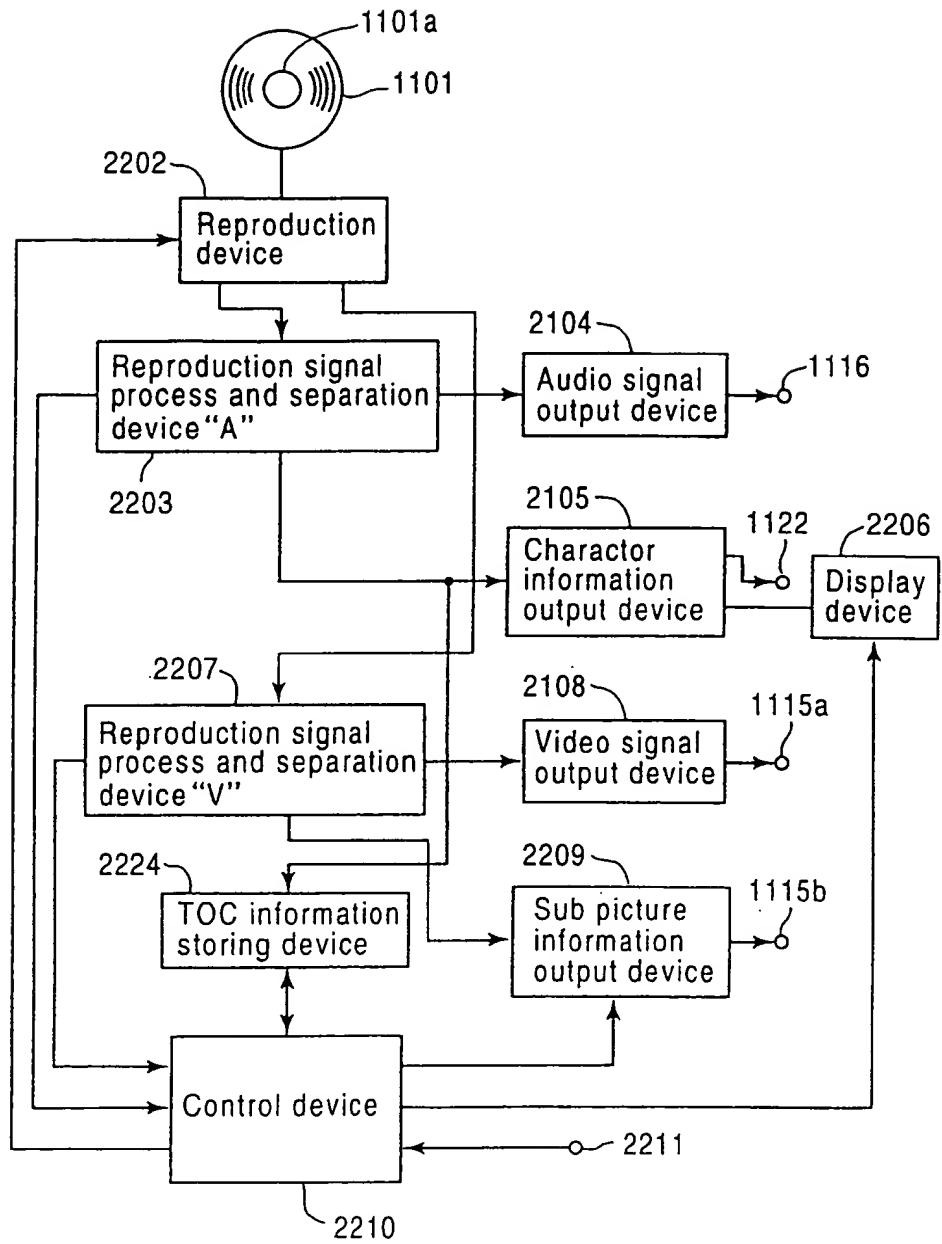 1101a
1101
2202
Reproduction
device
2104
Reproduction signal
process and separation
device "A"
Audio signal
output device
1116
2203
2105
1122
2206
Charactor
information
output device
Display
device
2207
2108
1115a
Reproduction signal
process and separation
device "V"
Video signal
output device
2224
2209
1115b
TOC information
storing device
Sub picture
information
output device
Control device
2211
2210